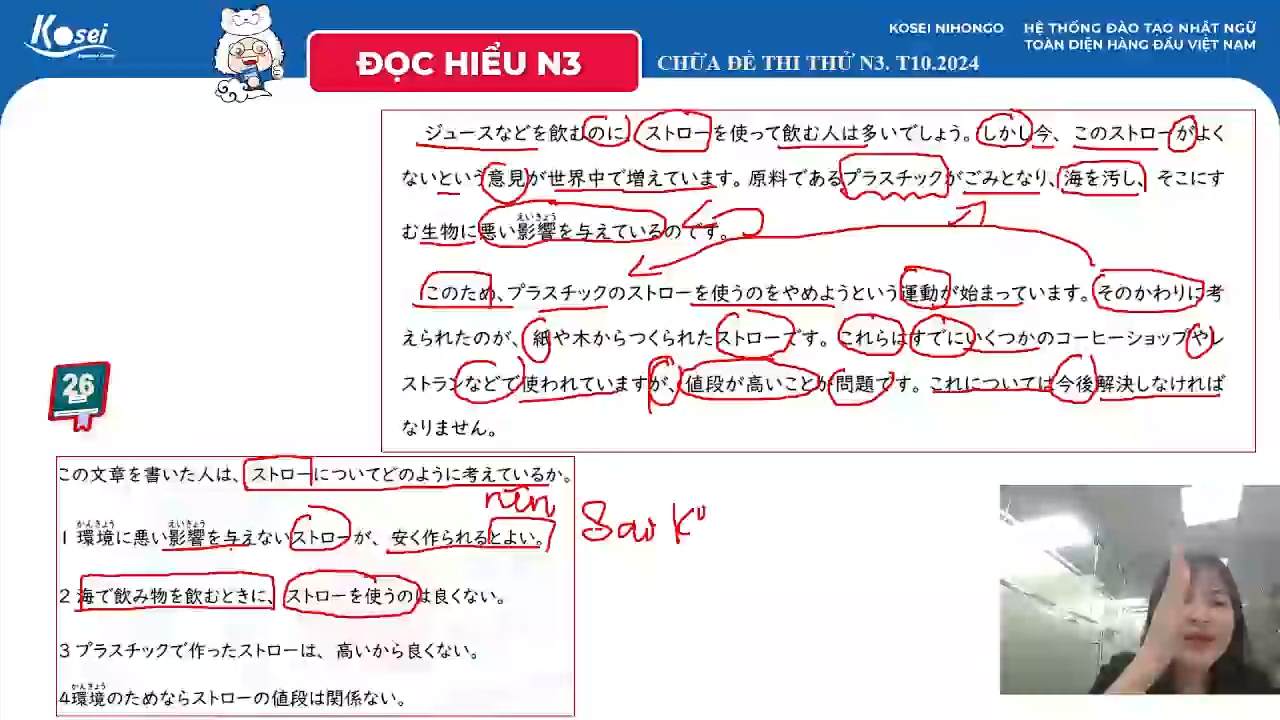 Kosei
Japanese Center
ĐỌC HIỂU N3
CHỮA ĐỀ THI THỬ N3. T10.2024
KOSEI NIHONGO HỆ THỐNG ĐÀO TẠO NHẬT NGỮ
TOÀN DIỆN HÀNG ĐẦU VIỆT NAM
ジュースなどを飲むのに、ストローを使って飲む人は多いでしょう。しかし今、このストローがよく
ないという意見が世界中で増えています。原料であるプラスチックがごみとなり、海を汚し、そこにす
む生物に悪い影響を与えているのです。
えいきょう
このため、プラスチックのストローを使うのをやめようという運動が始まっています。そのかわりに考
えられたのが、紙や木からつくられたストローです。これらはすでにいくつかのコーヒーショップやレ
ストランなどで使われていますが、値段が高いことが問題です。これについては今後解決しなければ
なりません。
26
この文章を書いた人は、ストローについてどのように考えているか。
nên
かんきょう えいきょう
1 環境に悪い影響を与えないストローが、安く作られるとよい。
Sao K°
2 海で飲み物を飲むときに、ストローを使うのは良くない。
3 プラスチックで作ったストローは、高いから良くない。
かんきょう
4 環境のためならストローの値段は関係ない。